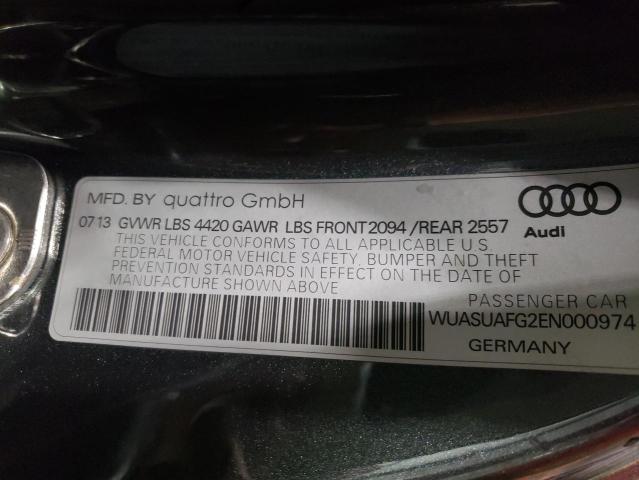 MFD. BY quattro GmbH
0713 GVWR LBS 4420 GAWR LBS FRONT 2094 /REAR 2557
THIS VEHICLE CONFORMS TO ALL APPLICABLE U.S.
FEDERAL MOTOR VEHICLE SAFETY, BUMPER AND THEFT
PREVENTION STANDARDS IN EFFECT ON THE DATE OF
MANUFACTURE SHOWN ABOVE
Audi
PASSENGER CAR
WUASUAFG2EN000974
GERMANY